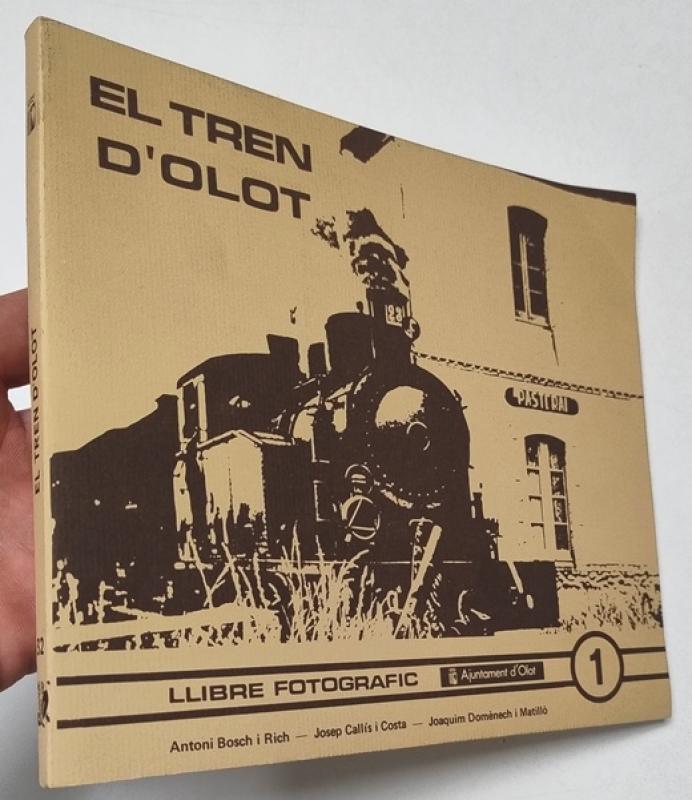 EL TREN
D'OLOT
PASTERAL
LLIBRE FOTOGRAFIC
Ajuntament d'Olot
1
Antoni Bosch i Rich — Josep Callís i Costa — Joaquim Domènech i Matilló
EL TREN D'OLOT